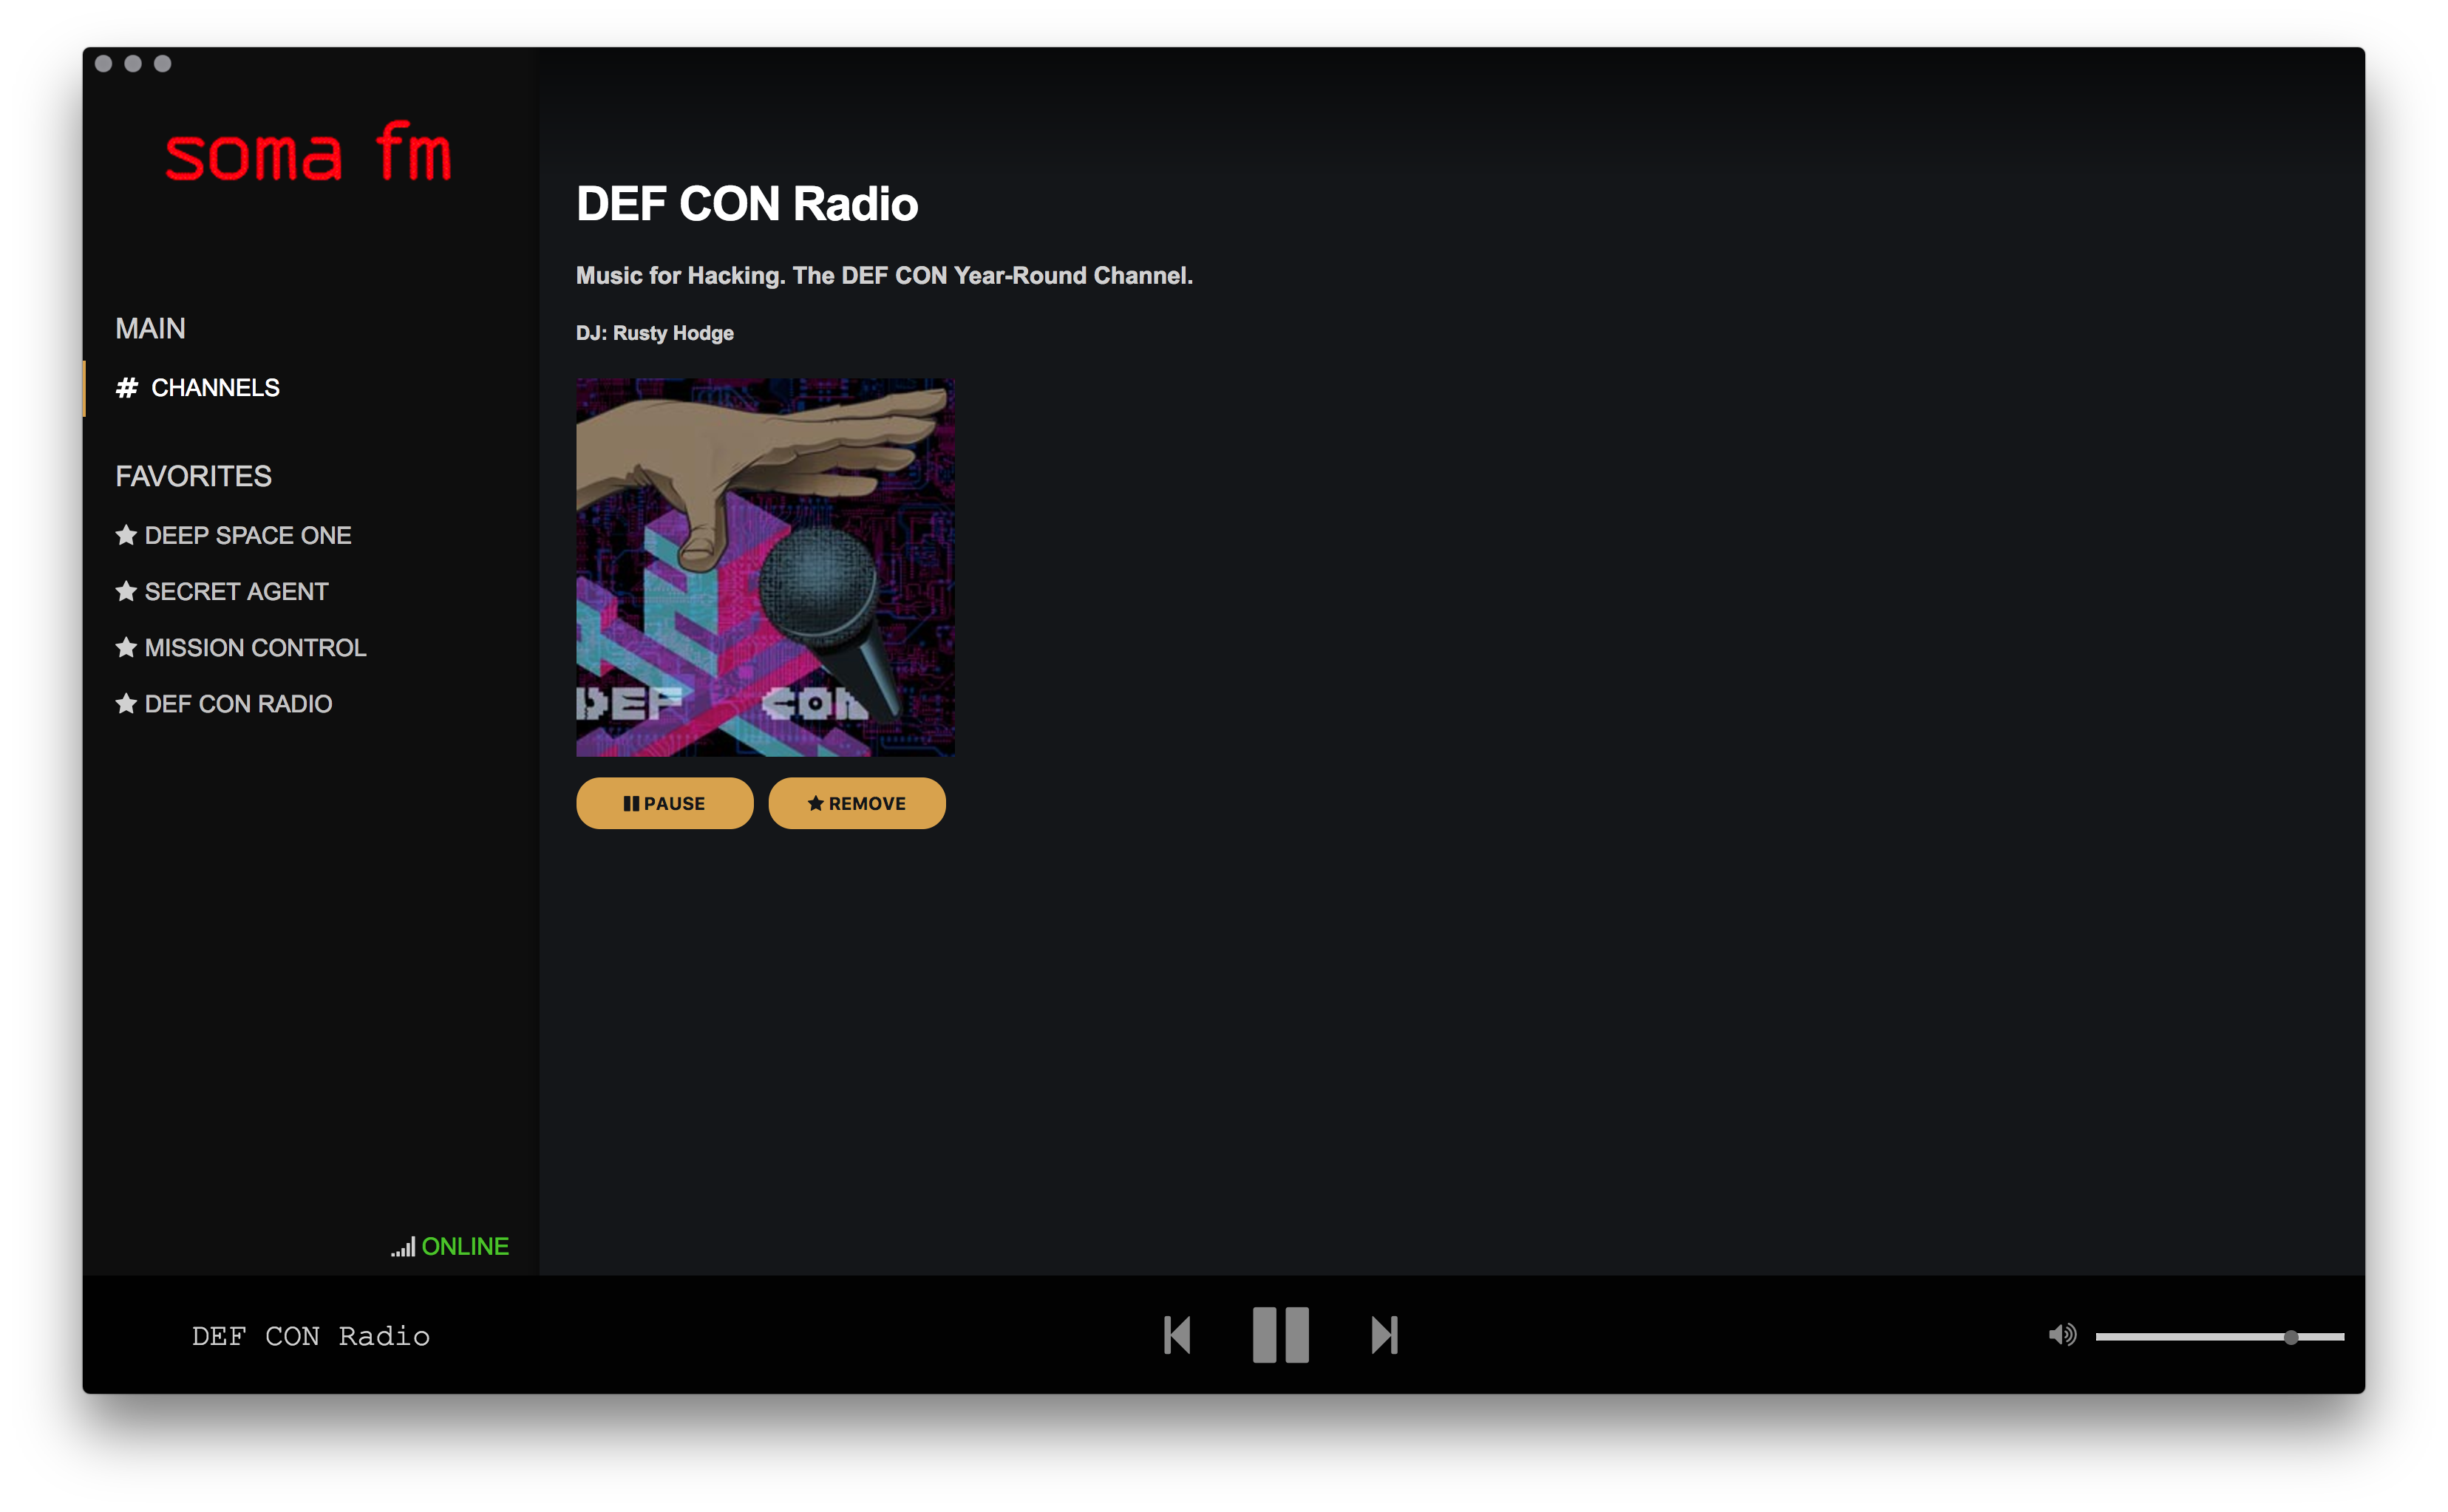 soma fm
MAIN
# CHANNELS
FAVORITES
DEEP SPACE ONE
SECRET AGENT
MISSION CONTROL
DEF CON RADIO
ONLINE
DEF CON Radio
Music for Hacking. The DEF CON Year-Round Channel.
DJ: Rusty Hodge
DEF CON
PAUSE
REMOVE
DEF CON Radio